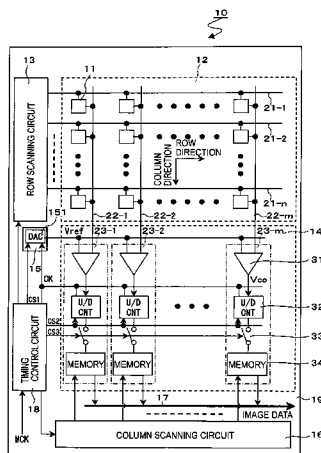 10
13
11
12
21-1
21-2
21-n
ROW SCANNING CIRCUIT
ROW DIRECTION
COLUMN DIRECTION
22-1
22-2
22-m
151
DAC
15
Vref
23-1
23-2
23-m
14
31
CK
Vco
CS1
U/D CNT
U/D CNT
U/D CNT
32
CS2
CS3
33
TIMING CONTROL CIRCUIT
MEMORY
MEMORY
MEMORY
34
18
17
19
IMAGE DATA
MCK
COLUMN SCANNING CIRCUIT
16